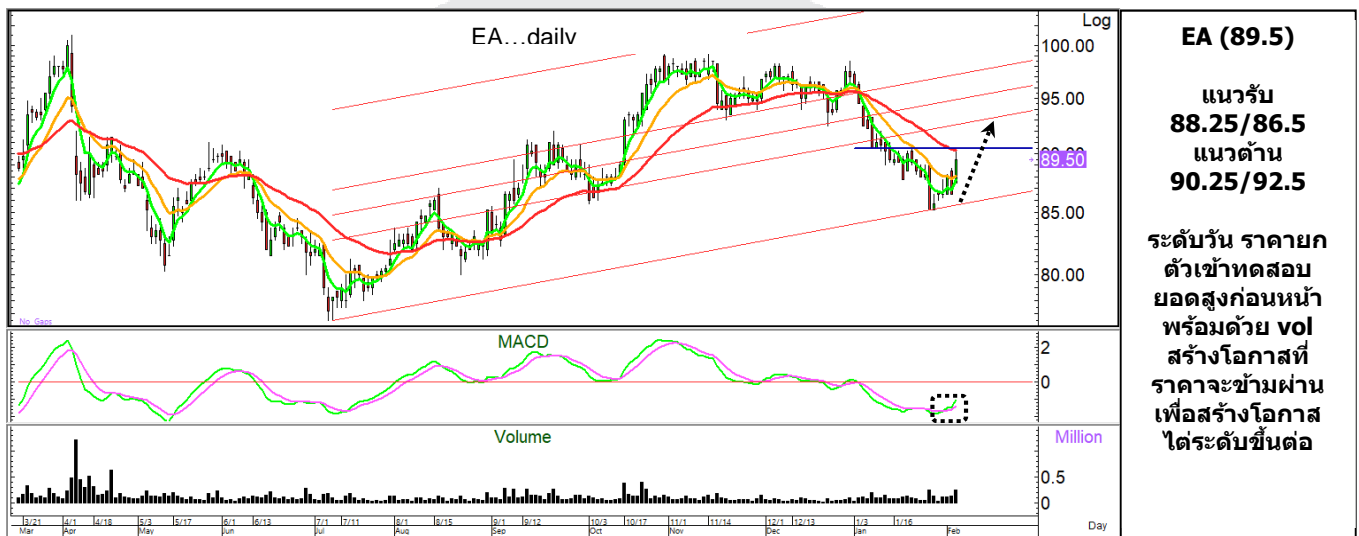 EA...daily
Log
100.00
95.00
90.00
89.50
85.00
80.00
No Gaps
MACD
2
0
Volume
Million
0.5
0
3/21 4/1 4/18 5/3 5/17 6/1 6/13 7/1 7/11 8/1 8/15 9/1 9/12 10/3 10/17 11/1 11/14 12/1 12/13 1/3 1/16
Mar Apr May Jun Jul Aug Sep Oct Nov Dec Jan Feb
Day
EA (89.5)
แนวรับ
88.25/86.5
แนวต้าน
90.25/92.5
ระดับวัน ราคายก
ตัวเข้าทดสอบ
ยอดสูงก่อนหน้า
พร้อมด้วย vol
สร้างโอกาสที่
ราคาจะข้ามผ่าน
เพื่อสร้างโอกาส
ไต่ระดับขึ้นต่อ